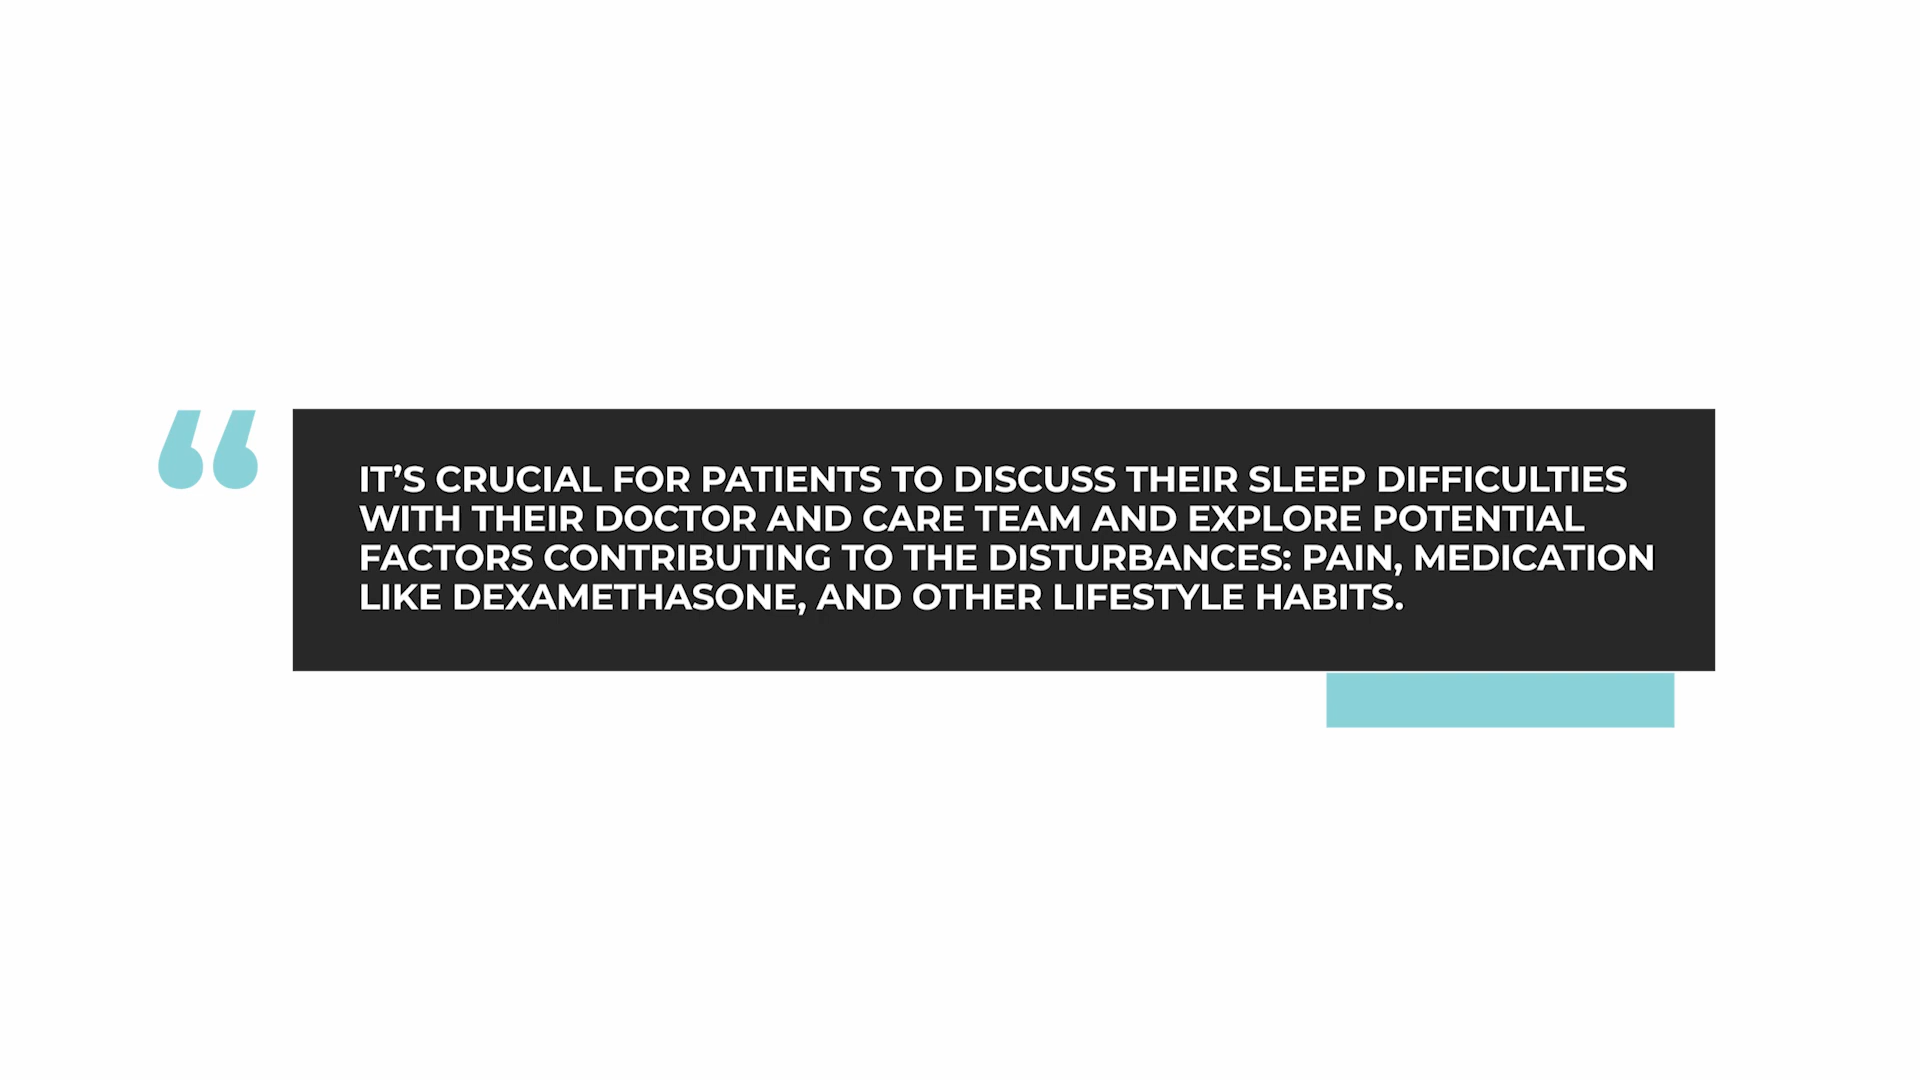 “
IT’S CRUCIAL FOR PATIENTS TO DISCUSS THEIR SLEEP DIFFICULTIES
WITH THEIR DOCTOR AND CARE TEAM AND EXPLORE POTENTIAL
FACTORS CONTRIBUTING TO THE DISTURBANCES: PAIN, MEDICATION
LIKE DEXAMETHASONE, AND OTHER LIFESTYLE HABITS.